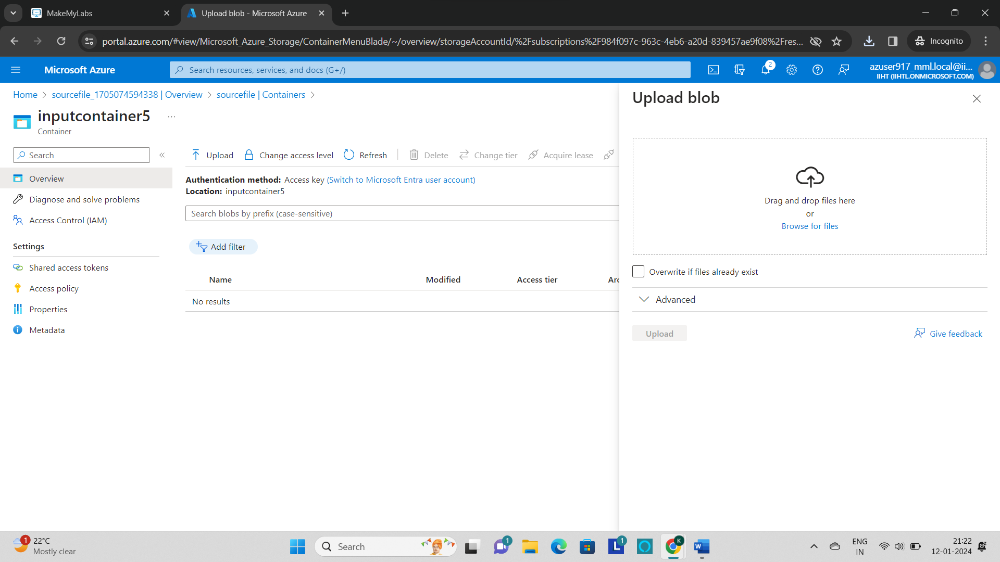 MakeMyLabs
Upload blob - Microsoft Azure
portal.azure.com/#view/Microsoft_Azure_Storage/ContainerMenuBlade/~/overview/storageAccountId/%2Fsubscriptions%2F984f097c-963c-4eb6-a20d-839457ae9f08%2Fres...
Incognito
Microsoft Azure
Search resources, services, and docs (G+/)
2
azuser917_mml.local@ii...
IIHT (IIHTL.ONMICROSOFT.COM)
Home > sourcefile_1705074594338 | Overview > sourcefile | Containers >
inputcontainer5 ...
Container
Search
«
Overview
Diagnose and solve problems
Access Control (IAM)
Settings
Shared access tokens
Access policy
Properties
Metadata
Upload
Change access level
Refresh
Delete
Change tier
Acquire lease
Authentication method: Access key (Switch to Microsoft Entra user account)
Location: inputcontainer5
Search blobs by prefix (case-sensitive)
Add filter
Name Modified Access tier Arc
No results
Upload blob
Drag and drop files here
or
Browse for files
Overwrite if files already exist
Advanced
Upload
Give feedback
1
22°C
Mostly clear
Search
1
L
1
K
W
ENG
IN
21:22
12-01-2024